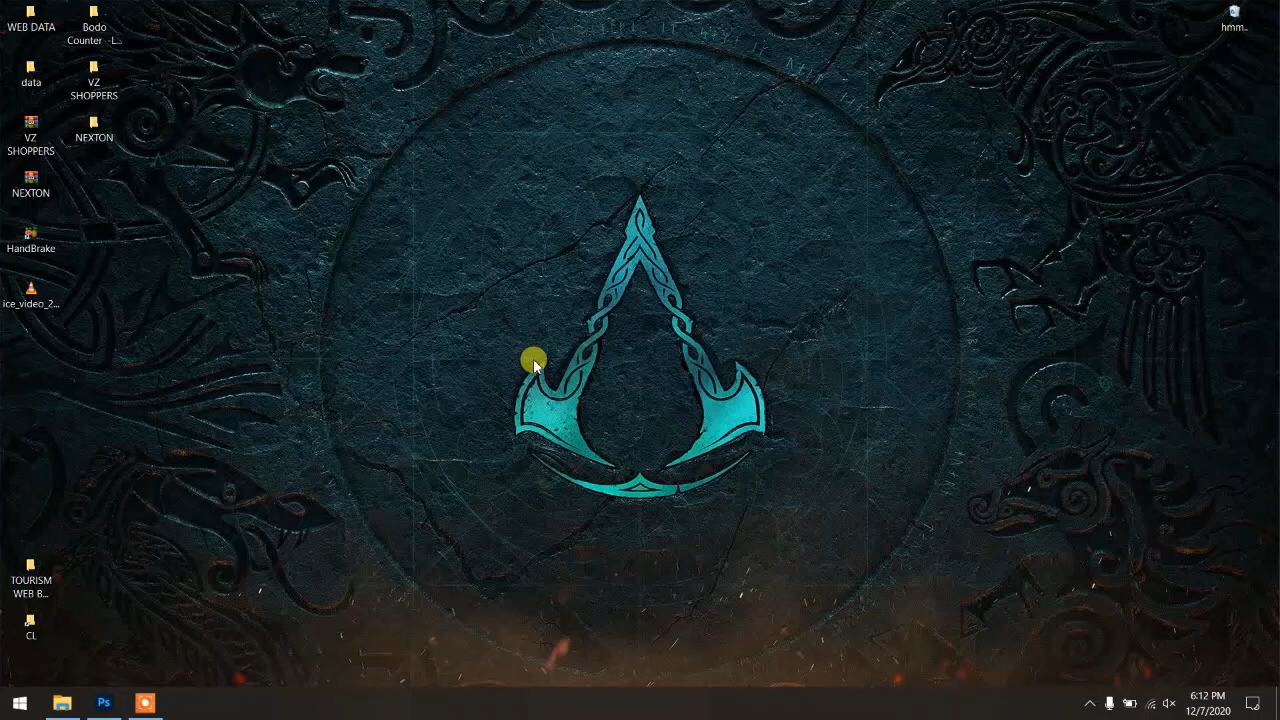 WEB DATA
Bodo
Counter -L...
data
VZ
SHOPPERS
VZ
SHOPPERS
NEXTON
NEXTON
HandBrake
ice_video_2...
TOURISM
WEB B...
CL
hmm..
Ps
6:12 PM
12/7/2020